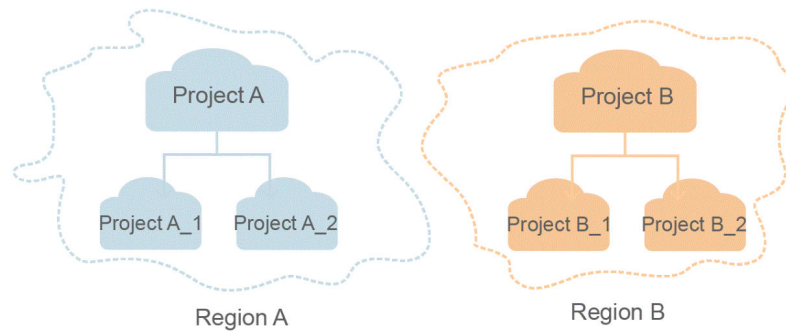 Project A
Project B
Project A_1
Project A_2
Project B_1
Project B_2
Region A
Region B